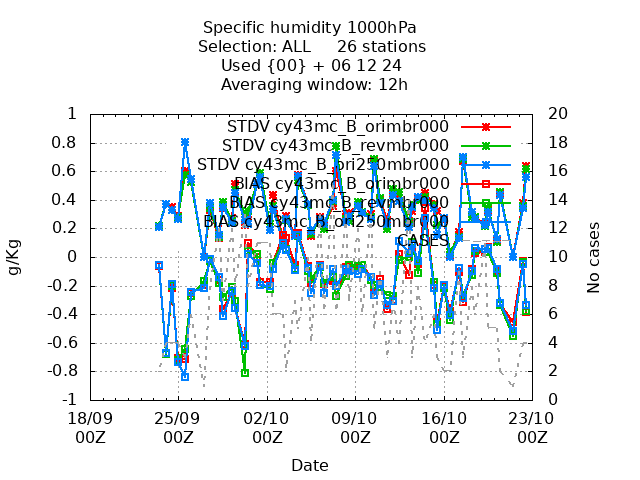 Specific humidity 1000hPa
Selection: ALL 26 stations
Used {00} + 06 12 24
Averaging window: 12h
STDV cy43mc_B_orimbr000
STDV cy43mc_B_revmbr000
STDV cy43mc_B_ori250mbr000
BIAS cy43mc_B_orimbr000
BIAS cy43mc_B_revmbr000
BIAS cy43mc_B_ori250mbr000
CASES
1
0.8
0.6
0.4
0.2
0
-0.2
-0.4
-0.6
-0.8
-1
g/Kg
20
18
16
14
12
10
8
6
4
2
0
No cases
18/09 25/09 02/10 09/10 16/10 23/10
00Z 00Z 00Z 00Z 00Z 00Z
Date